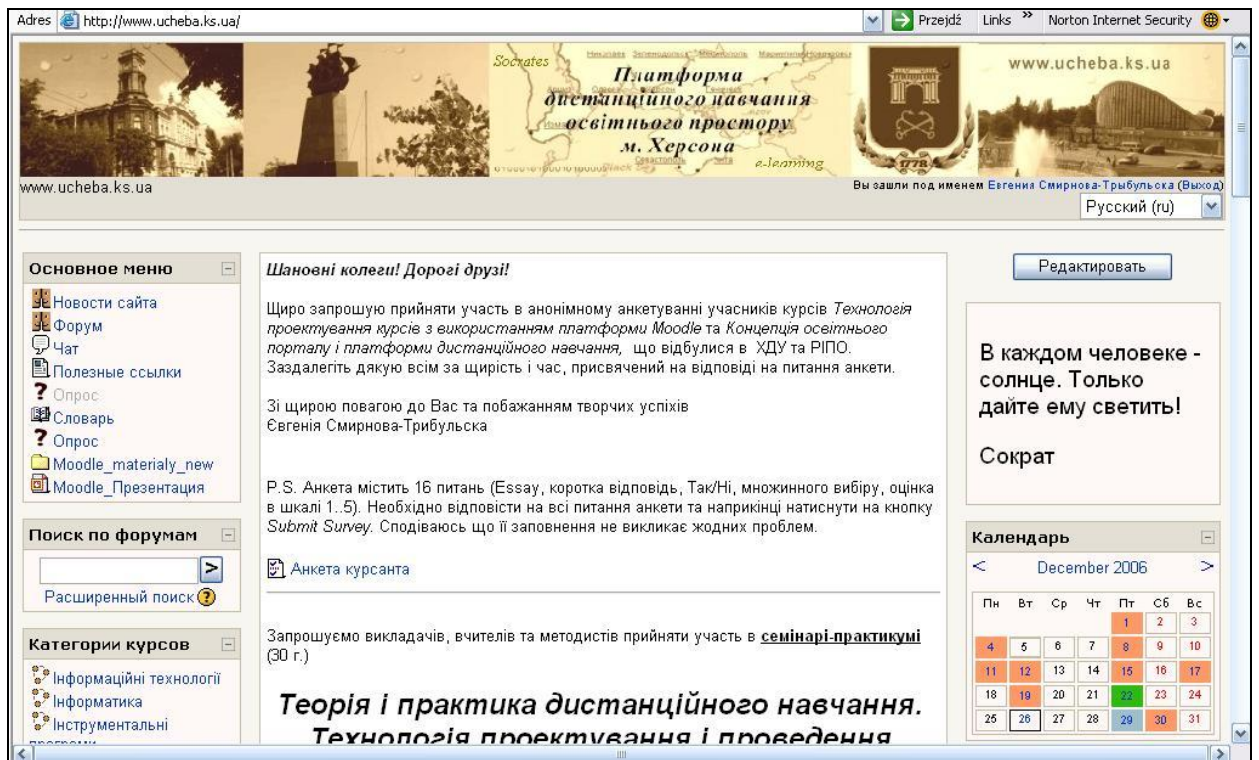 Adres http://www.ucheba.ks.ua/ Przejdź Links » Norton Internet Security
Socrates
Платформа
дистанційного навчання
освітнього простору
м. Херсона
e-learning
1778
www.ucheba.ks.ua
www.ucheba.ks.ua
Вы зашли под именем Евгения Смирнова-Трыбульска (Выход)
Русский (ru)
Основное меню
Новости сайта
Форум
Чат
Полезные ссылки
Опрос
Словарь
Опрос
Moodle_materialy_new
Moodle_Презентация
Поиск по форумам
>
Расширенный поиск ?
Категории курсов
Інформаційні технології
Інформатика
Інструментальні
Шановні колеги! Дорогі друзі!
Щиро запрошую прийняти участь в анонімному анкетуванні учасників курсів Технологія
проектування курсів з використанням платформи Moodle та Концепція освітнього
порталу і платформи дистанційного навчання, що відбулися в ХДУ та РІПО.
Заздалегіть дякую всім за щирість і час, присвячений на відповіді на питання анкети.
Зі щирою повагою до Вас та побажанням творчих успіхів
Євгенія Смирнова-Трибульска
P.S. Анкета містить 16 питань (Essay, коротка відповідь, Так/Ні, множинного вибіру, оцінка
в шкалі 1..5). Необхідно відповісти на всі питання анкети та наприкінці натиснути на кнопку
Submit Survey. Сподіваюсь що її заповнення не викликає жодних проблем.
Анкета курсанта
Запрошуємо викладачів, вчителів та методистів прийняти участь в семінарі-практикумі
(30 г.)
Теорія і практика дистанційного навчання.
Технологія проектування і проведення
Редактировать
В каждом человеке -
солнце. Только
дайте ему светить!
Сократ
Календарь
< December 2006 >
Пн Вт Ср Чт Пт Сб Вс
1 2 3
4 5 6 7 8 9 10
11 12 13 14 15 16 17
18 19 20 21 22 23 24
25 26 27 28 29 30 31